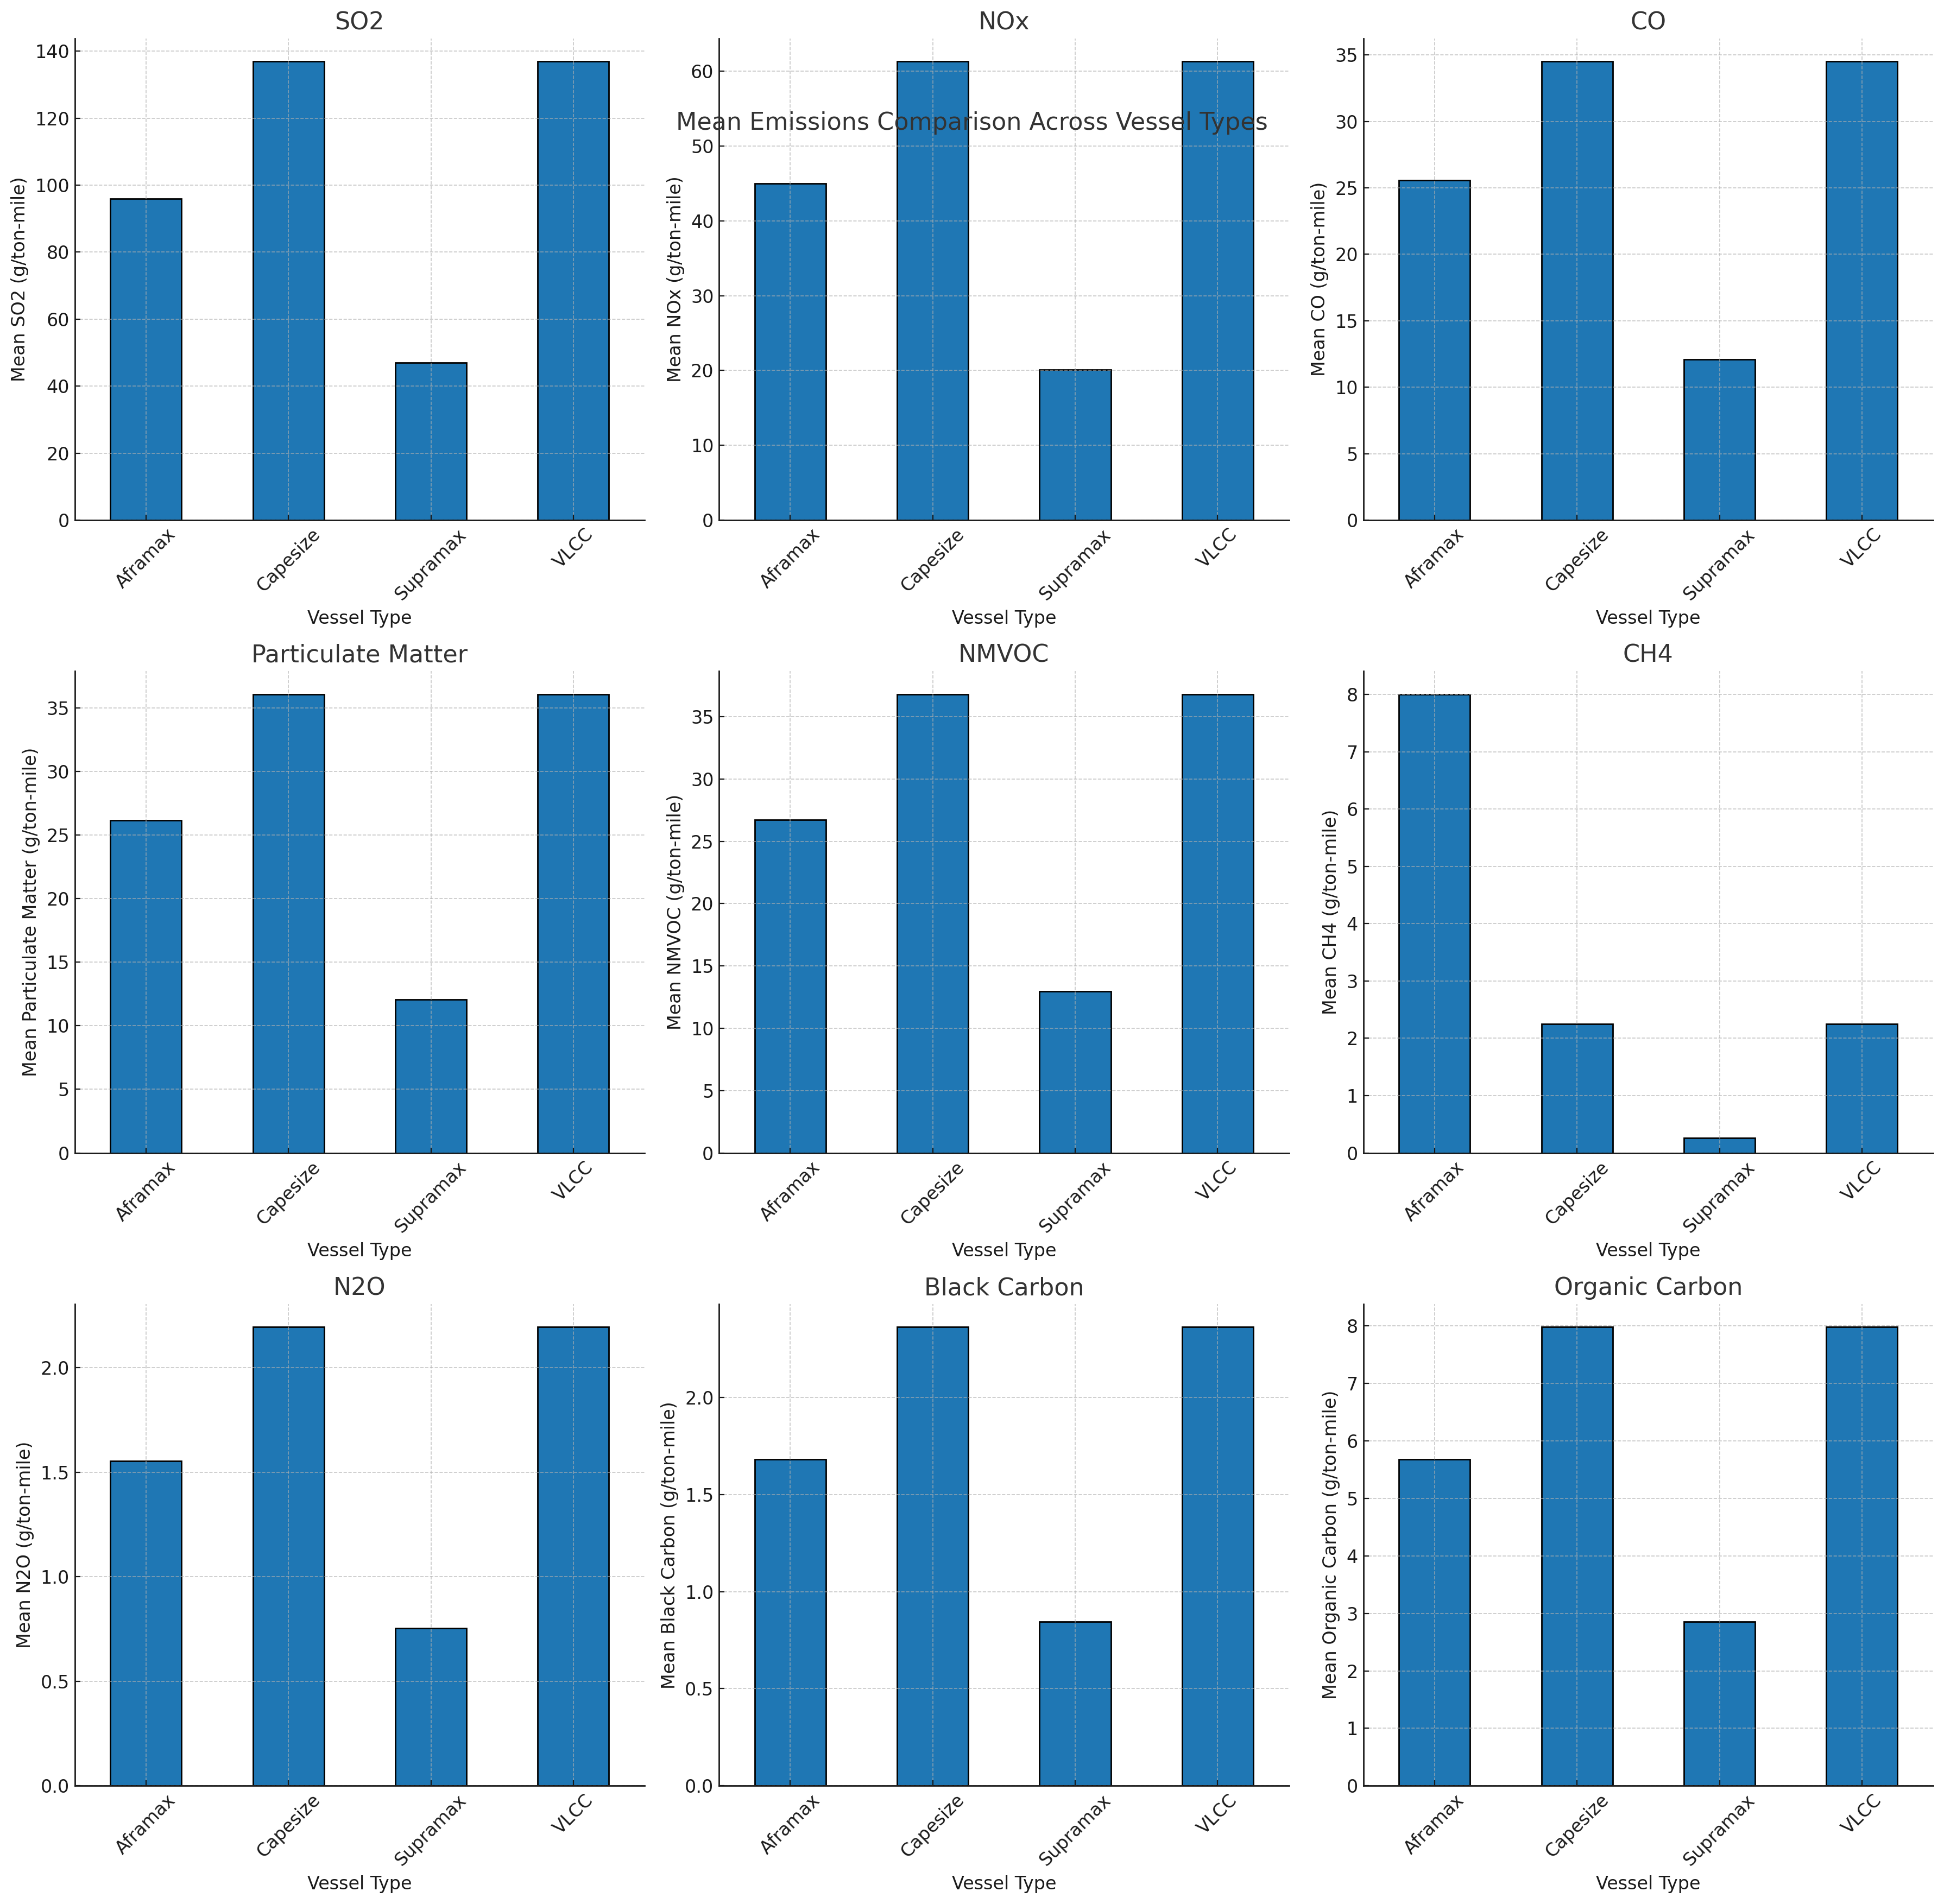 SO2
NOx
CO
Mean Emissions Comparison Across Vessel Types
Mean SO2 (g/ton-mile)
140
120
100
80
60
40
20
0
Aframax
Capesize
Supramax
VLCC
Vessel Type
Mean NOx (g/ton-mile)
60
50
40
30
20
10
0
Aframax
Capesize
Supramax
VLCC
Vessel Type
Mean CO (g/ton-mile)
35
30
25
20
15
10
5
0
Aframax
Capesize
Supramax
VLCC
Vessel Type
Particulate Matter
Mean Particulate Matter (g/ton-mile)
35
30
25
20
15
10
5
0
Aframax
Capesize
Supramax
VLCC
Vessel Type
NMVOC
Mean NMVOC (g/ton-mile)
35
30
25
20
15
10
5
0
Aframax
Capesize
Supramax
VLCC
Vessel Type
CH4
Mean CH4 (g/ton-mile)
8
7
6
5
4
3
2
1
0
Aframax
Capesize
Supramax
VLCC
Vessel Type
N2O
Mean N2O (g/ton-mile)
2.0
1.5
1.0
0.5
0.0
Aframax
Capesize
Supramax
VLCC
Vessel Type
Black Carbon
Mean Black Carbon (g/ton-mile)
2.0
1.5
1.0
0.5
0.0
Aframax
Capesize
Supramax
VLCC
Vessel Type
Organic Carbon
Mean Organic Carbon (g/ton-mile)
8
7
6
5
4
3
2
1
0
Aframax
Capesize
Supramax
VLCC
Vessel Type